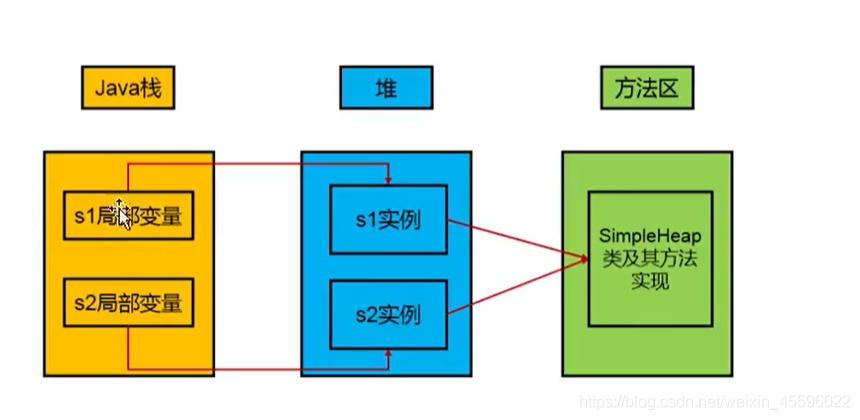 Java栈
堆
方法区
s1局部变量
s1实例
SimpleHeap
类及其方法
实现
s2局部变量
s2实例
https://blog.csdn.net/weixin_45596022